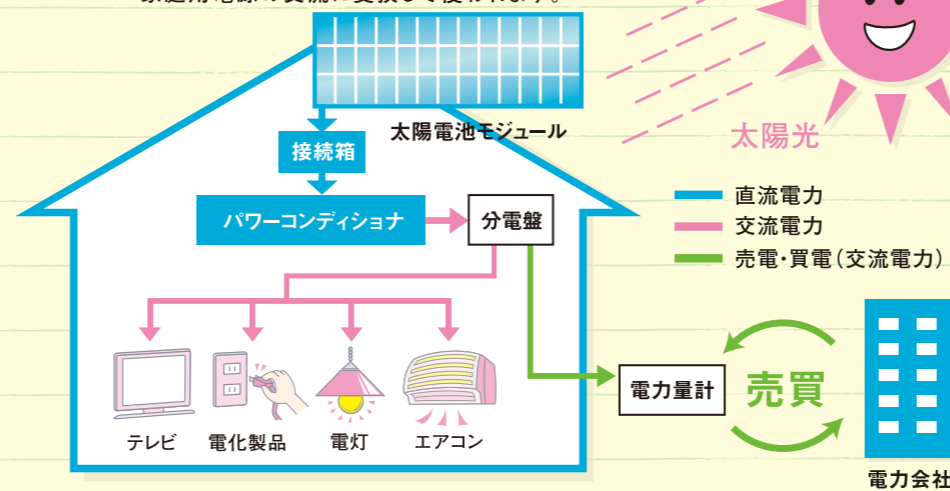 太陽電池モジュール
接続箱
太陽光
パワーコンディショナ
分電盤
直流電力
交流電力
売電・買電(交流電力)
電力量計
売買
テレビ
電化製品
電灯
エアコン
電力会社